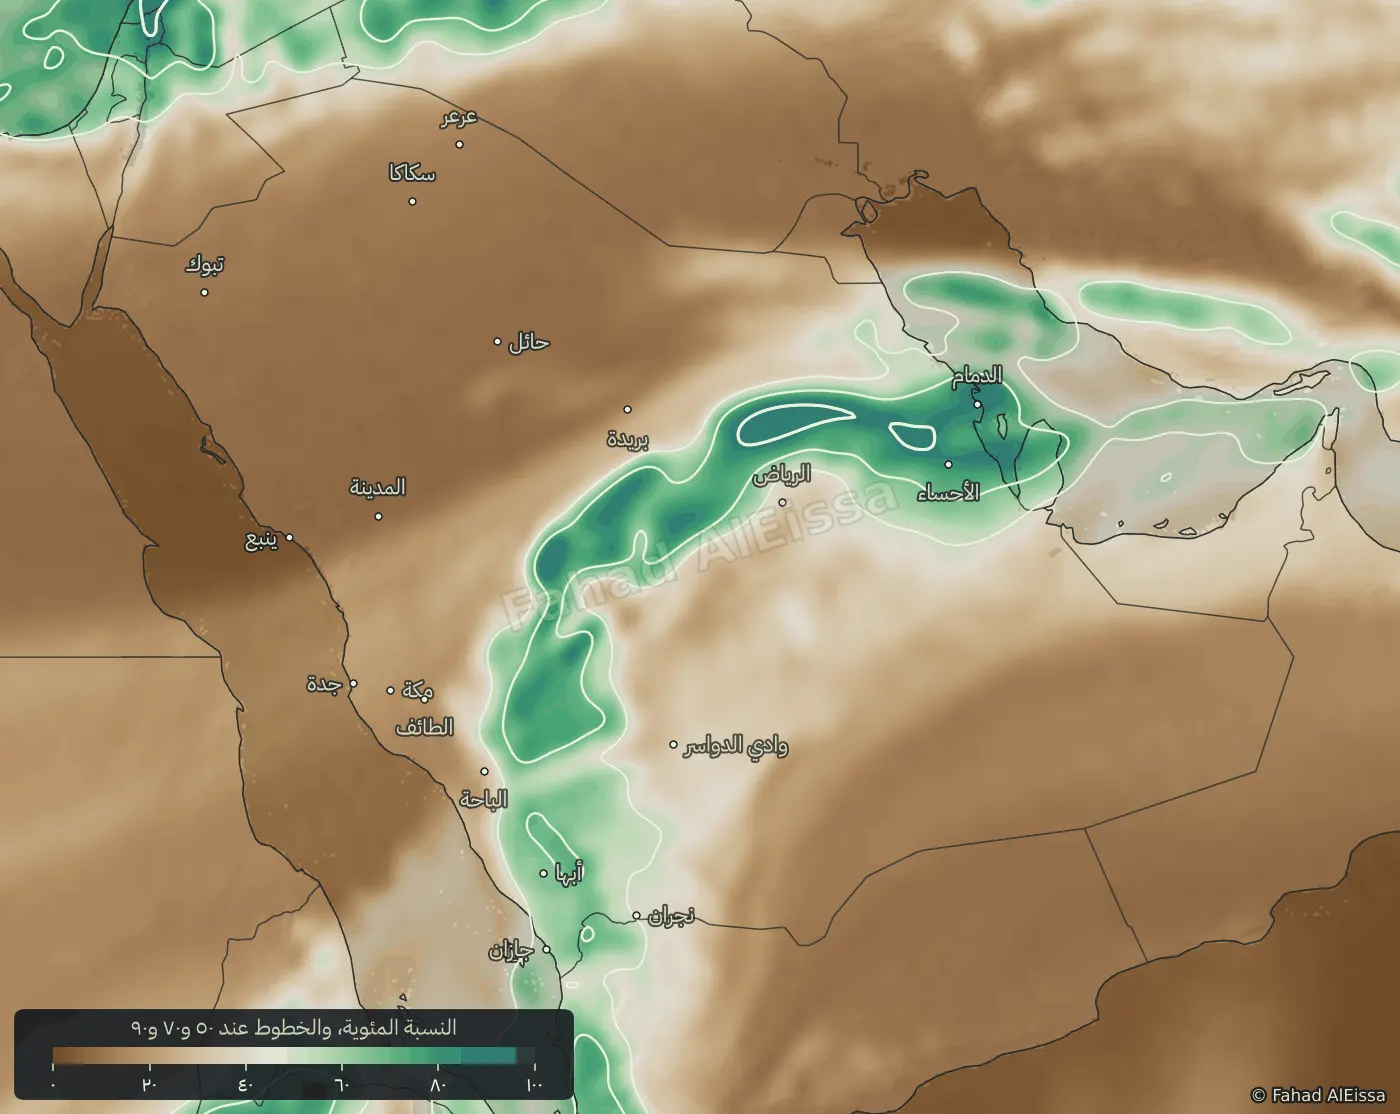 عرعر
سكاكا
تبوك
حائل
الدمام
بريدة
الرياض
الأحساء
المدينة
ينبع
جدة
مكة
الطائف
وادي الدواسر
الباحة
أبها
نجران
جازان
Fahad AlEissa
النسبة المئوية، والخطوط عند ٥٠ و٧٠ و٩٠
٠ ٢٠ ٤٠ ٦٠ ٨٠ ١٠٠
© Fahad AlEissa